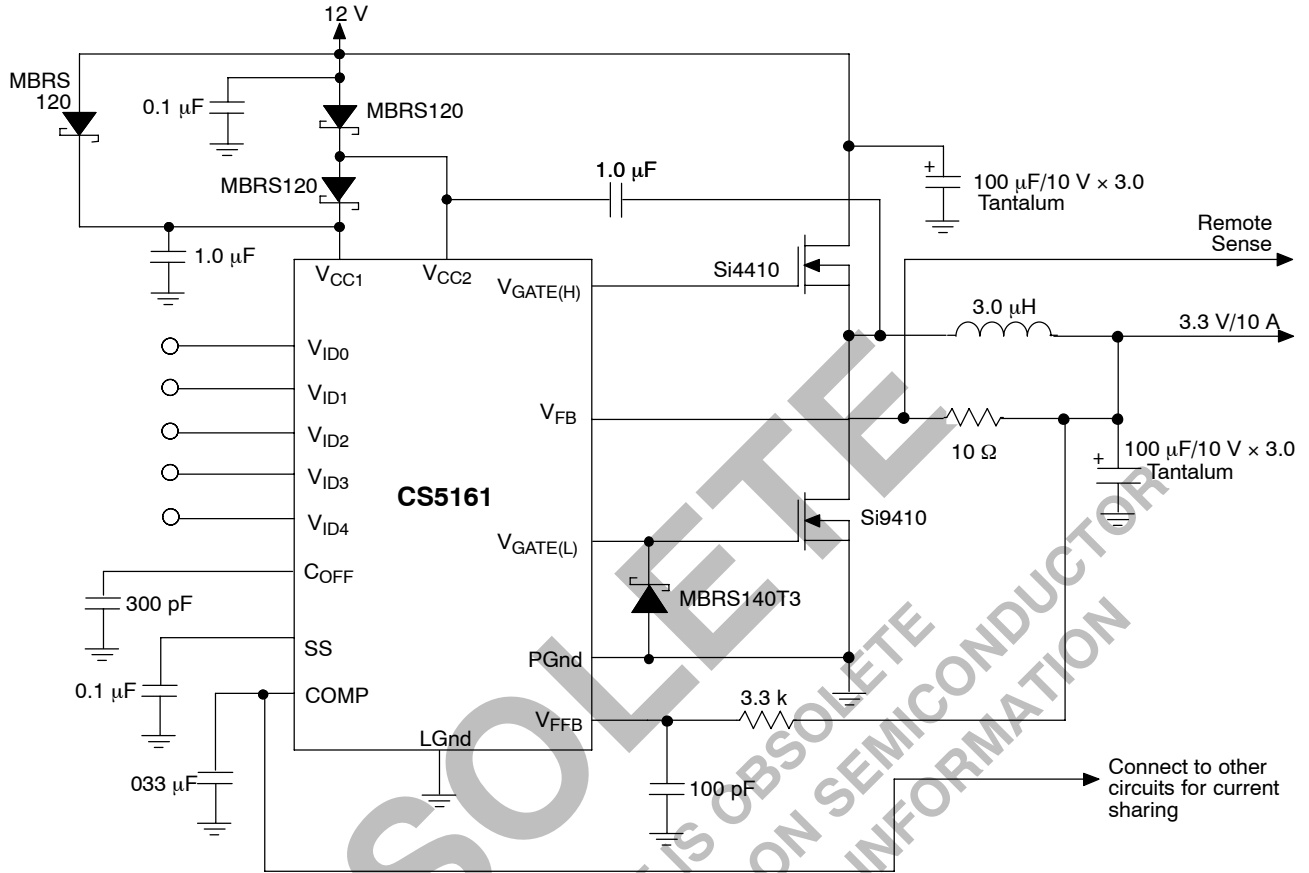 12 V
MBRS
120
0.1 μF
MBRS120
MBRS120
1.0 μF
1.0 μF
+
100 μF/10 V × 3.0
Tantalum
Remote
Sense
VCC1
VCC2
VGATE(H)
Si4410
3.0 μH
3.3 V/10 A
VID0
VID1
VID2
VID3
VID4
VFB
10 Ω
+
100 μF/10 V × 3.0
Tantalum
CS5161
VGATE(L)
Si9410
COFF
300 pF
MBRS140T3
SS
PGnd
0.1 μF
COMP
3.3 k
VFFB
LGnd
033 μF
100 pF
Connect to other
circuits for current
sharing
SOLETE
IS OBSOLETE
ON SEMICONDUCTOR
INFORMATION